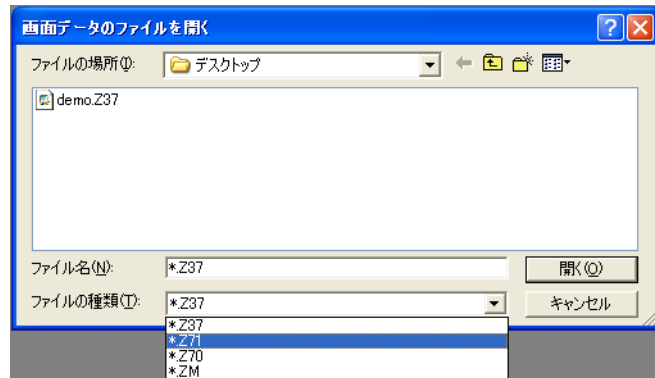 画面データのファイルを開く
ファイルの場所(I):
デスクトップ
demo.Z37
ファイル名(N):
*.Z37
開く(O)
ファイルの種類(T):
*.Z37
キャンセル
*.Z37
*.Z71
*.Z70
*.ZM